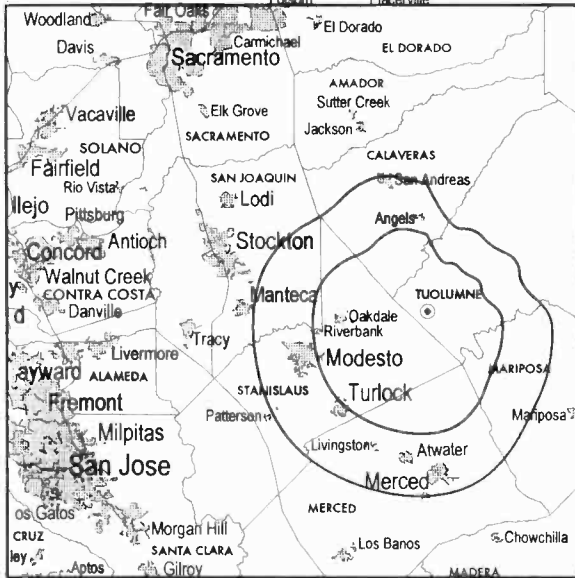 Folsom Placerville
Woodland Fair Oaks El Dorado
Davis Carmichael EL DORADO
Sacramento
AMADOR
Vacaville Elk Grove Sutter Creek
SACRAMENTO Jackson
SOLANO
Fairfield CALAVERAS
Rio Vista SAN JOAQUIN San Andreas
llejo Lodi
Pittsburg Angels
Concord Antioch Stockton
Walnut Creek
y CONTRA COSTA Manteca TUOLUMNE
d Danville Oakdale
Riverbank
Livermore Tracy Modesto
ayward ALAMEDA MARIPOSA
Fremont STANISLAUS Turlock
Patterson Mariposa
Milpitas
Livingston Atwater
San Jose Merced
os Gatos MERCED
CRUZ Morgan Hill Chowchilla
ley SANTA CLARA Los Banos
Aptos Gilroy MADERA